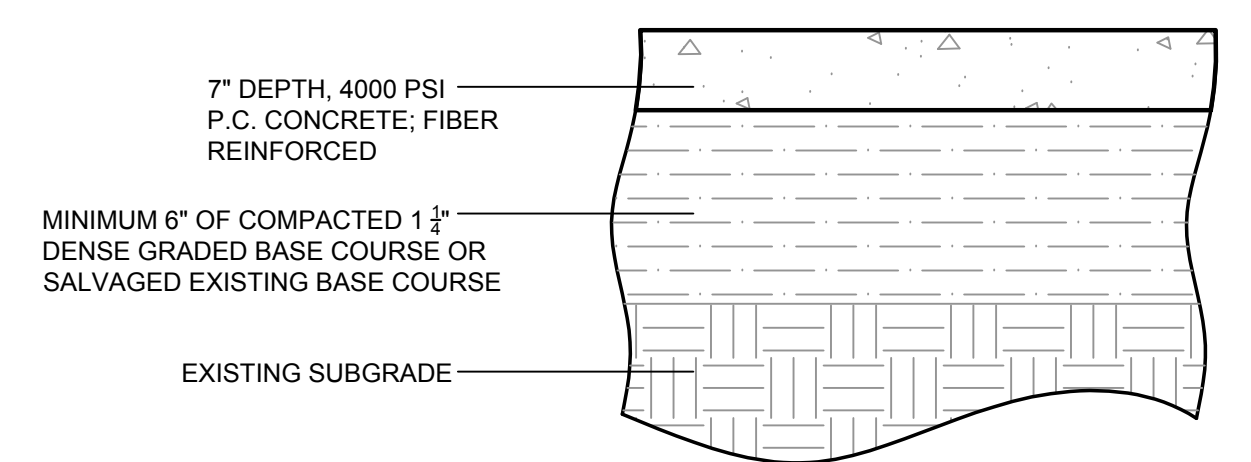 7" DEPTH, 4000 PSI
P.C. CONCRETE; FIBER
REINFORCED
MINIMUM 6" OF COMPACTED 1 1/4"
DENSE GRADED BASE COURSE OR
SALVAGED EXISTING BASE COURSE
EXISTING SUBGRADE